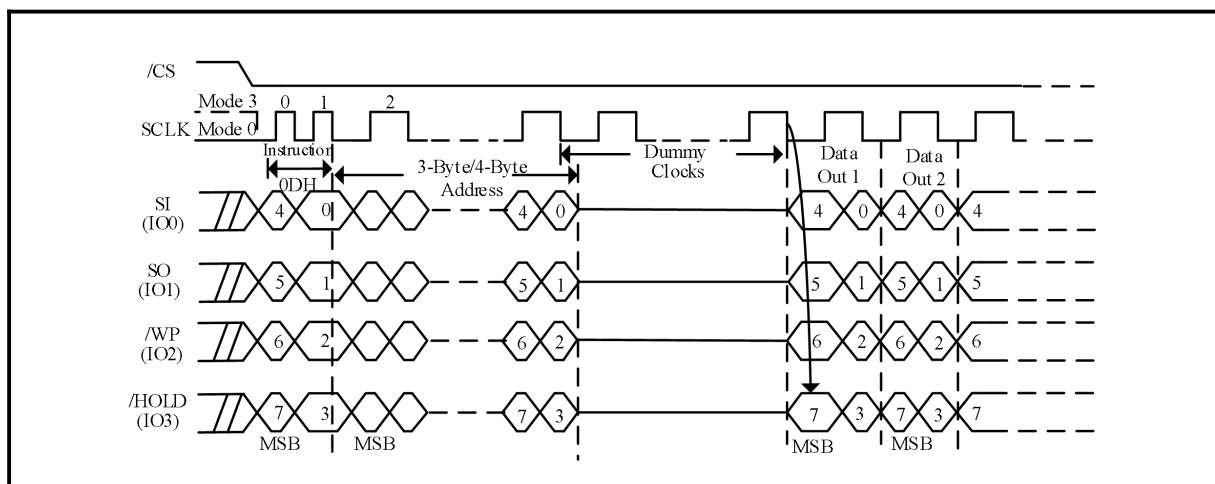 /CS
Mode 3 0 1 2
SCLK Mode 0
Instruction
0DH
3-Byte/4-Byte
Address
Dummy
Clocks
Data
Out 1
Data
Out 2
SI
(IO0)
4 0 4 0 4 0 4 0 4
SO
(IO1)
5 1 5 1 5 1 5 1 5
/WP
(IO2)
6 2 6 2 6 2 6 2 6
/HOLD
(IO3)
7 3 7 3 7 3 7 3 7
MSB MSB MSB MSB